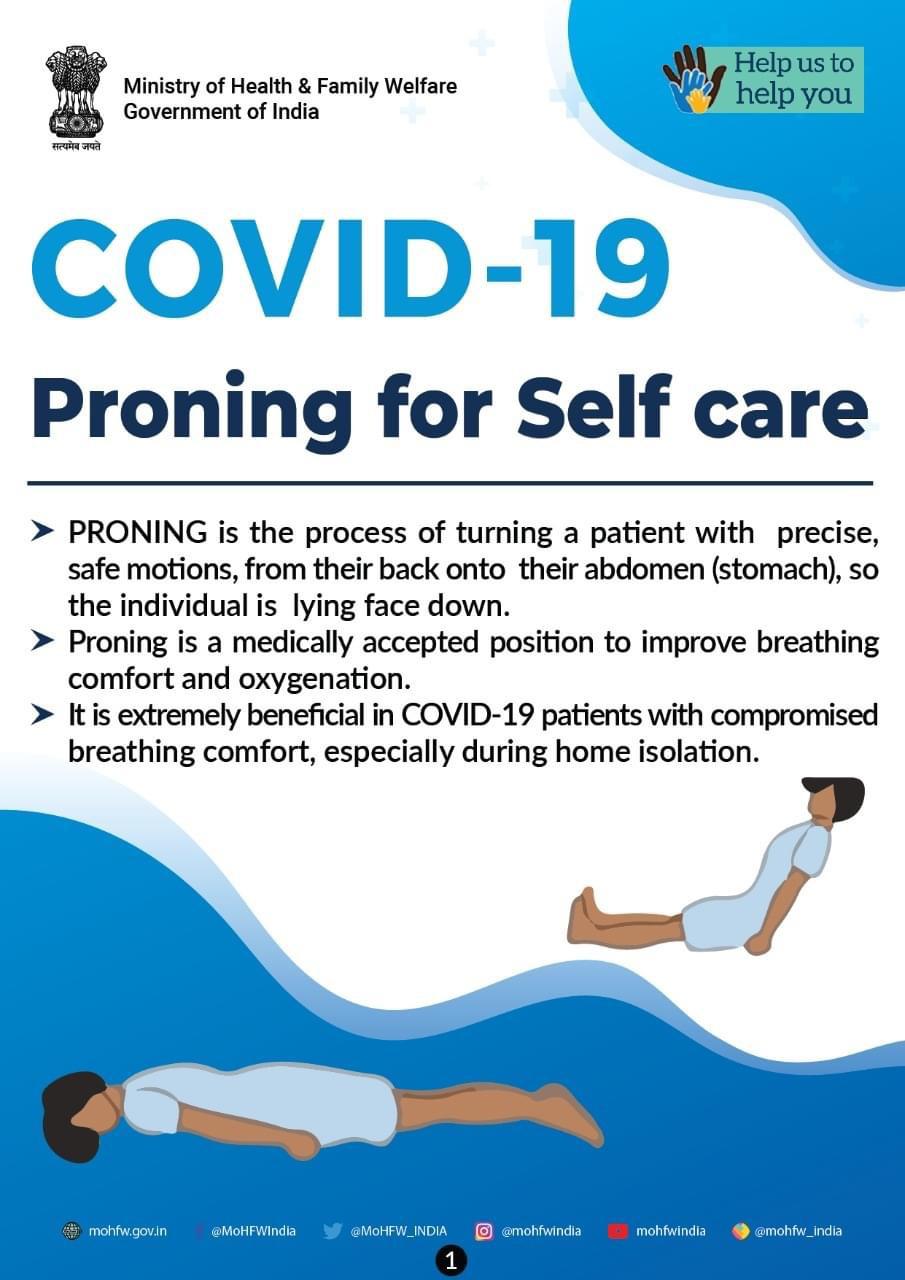 Ministry of Health & Family Welfare
Government of India
सत्यमेव जयते
Help us to
help you
COVID-19
Proning for Self care
PRONING is the process of turning a patient with precise,
safe motions, from their back onto their abdomen (stomach), so
the individual is lying face down.
Proning is a medically accepted position to improve breathing
comfort and oxygenation.
It is extremely beneficial in COVID-19 patients with compromised
breathing comfort, especially during home isolation.
mohfw.gov.in @MoHFWIndia @MoHFW_INDIA @mohfwindia mohfwindia @mohfw_india
1